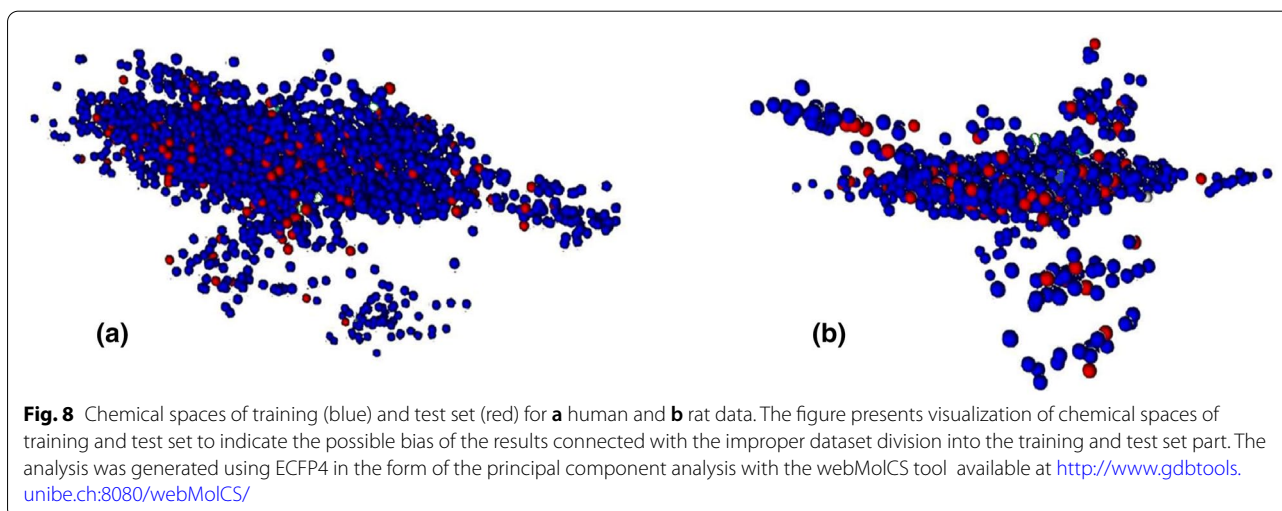 (a)
(b)
Fig. 8 Chemical spaces of training (blue) and test set (red) for a human and b rat data. The figure presents visualization of chemical spaces of
training and test set to indicate the possible bias of the results connected with the improper dataset division into the training and test set part. The
analysis was generated using ECFP4 in the form of the principal component analysis with the webMolCS tool available at http://www.gdbtools.
unibe.ch:8080/webMolCS/